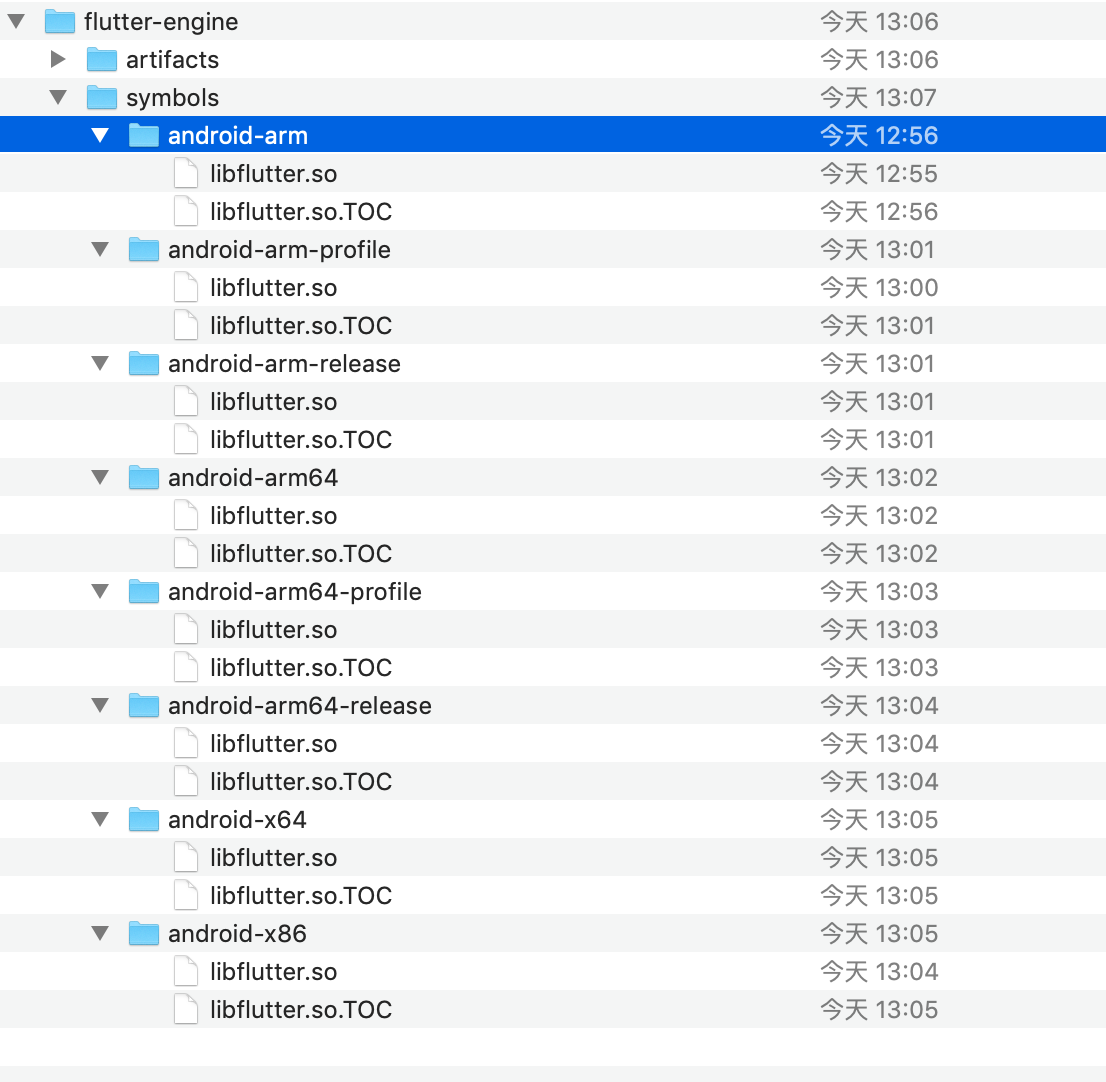 flutter-engine 今天 13:06
artifacts 今天 13:06
symbols 今天 13:07
android-arm 今天 12:56
libflutter.so 今天 12:55
libflutter.so.TOC 今天 12:56
android-arm-profile 今天 13:01
libflutter.so 今天 13:00
libflutter.so.TOC 今天 13:01
android-arm-release 今天 13:01
libflutter.so 今天 13:01
libflutter.so.TOC 今天 13:01
android-arm64 今天 13:02
libflutter.so 今天 13:02
libflutter.so.TOC 今天 13:02
android-arm64-profile 今天 13:03
libflutter.so 今天 13:03
libflutter.so.TOC 今天 13:03
android-arm64-release 今天 13:04
libflutter.so 今天 13:04
libflutter.so.TOC 今天 13:04
android-x64 今天 13:05
libflutter.so 今天 13:05
libflutter.so.TOC 今天 13:05
android-x86 今天 13:05
libflutter.so 今天 13:04
libflutter.so.TOC 今天 13:05